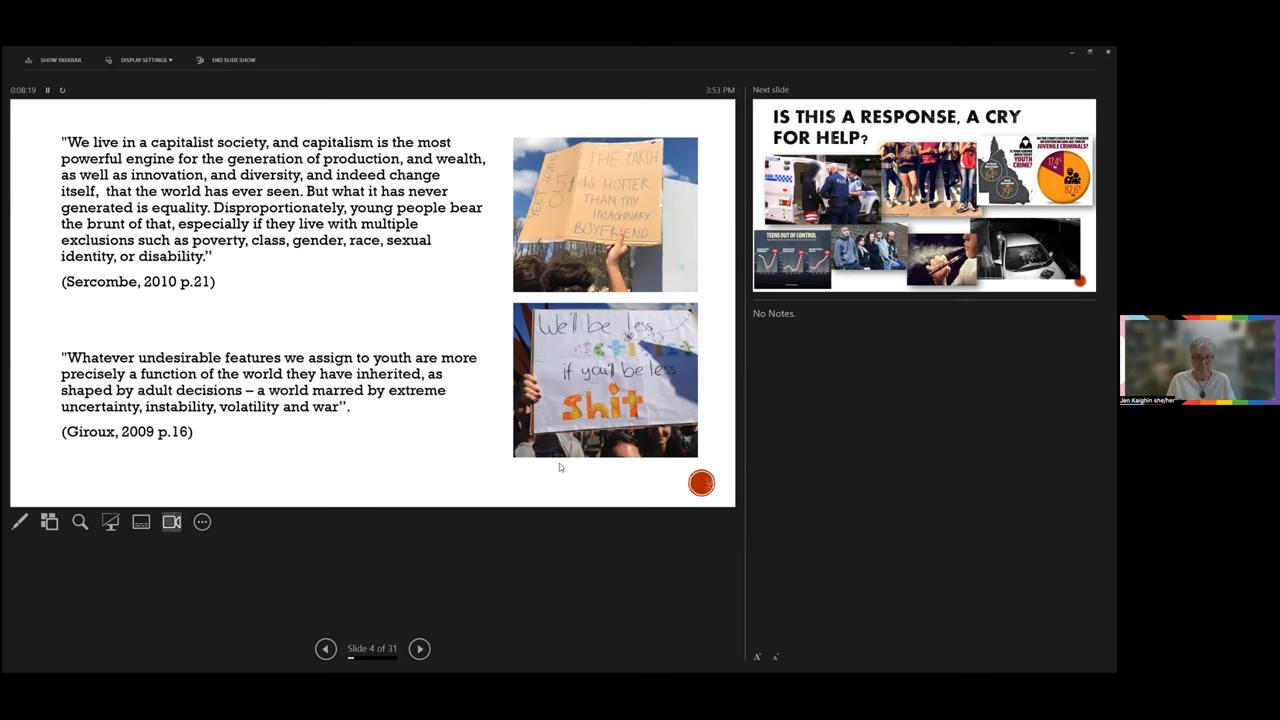 SHOW TASKBAR
DISPLAY SETTINGS ▾
END SLIDE SHOW
0:08:19
3:53 PM
"We live in a capitalist society, and capitalism is the most
powerful engine for the generation of production, and wealth,
as well as innovation, and diversity, and indeed change
itself, that the world has ever seen. But what it has never
generated is equality. Disproportionately, young people bear
the brunt of that, especially if they live with multiple
exclusions such as poverty, class, gender, race, sexual
identity, or disability.”
(Sercombe, 2010 p.21)
"Whatever undesirable features we assign to youth are more
precisely a function of the world they have inherited, as
shaped by adult decisions – a world marred by extreme
uncertainty, instability, volatility and war”.
(Giroux, 2009 p.16)
THE EARTH
IS HOTTER
THAN MY
IMAGINARY
BOYFRIEND
We'll be less
activist
if you'll be less
shit
Slide 4 of 31
Next slide
IS THIS A RESPONSE, A CRY
FOR HELP?
JUVENILE CRIMINALS?
YOUTH
CRIME?
17.4%
82.6%
TEENS OUT OF CONTROL
No Notes.
Jen Kaighin she/her